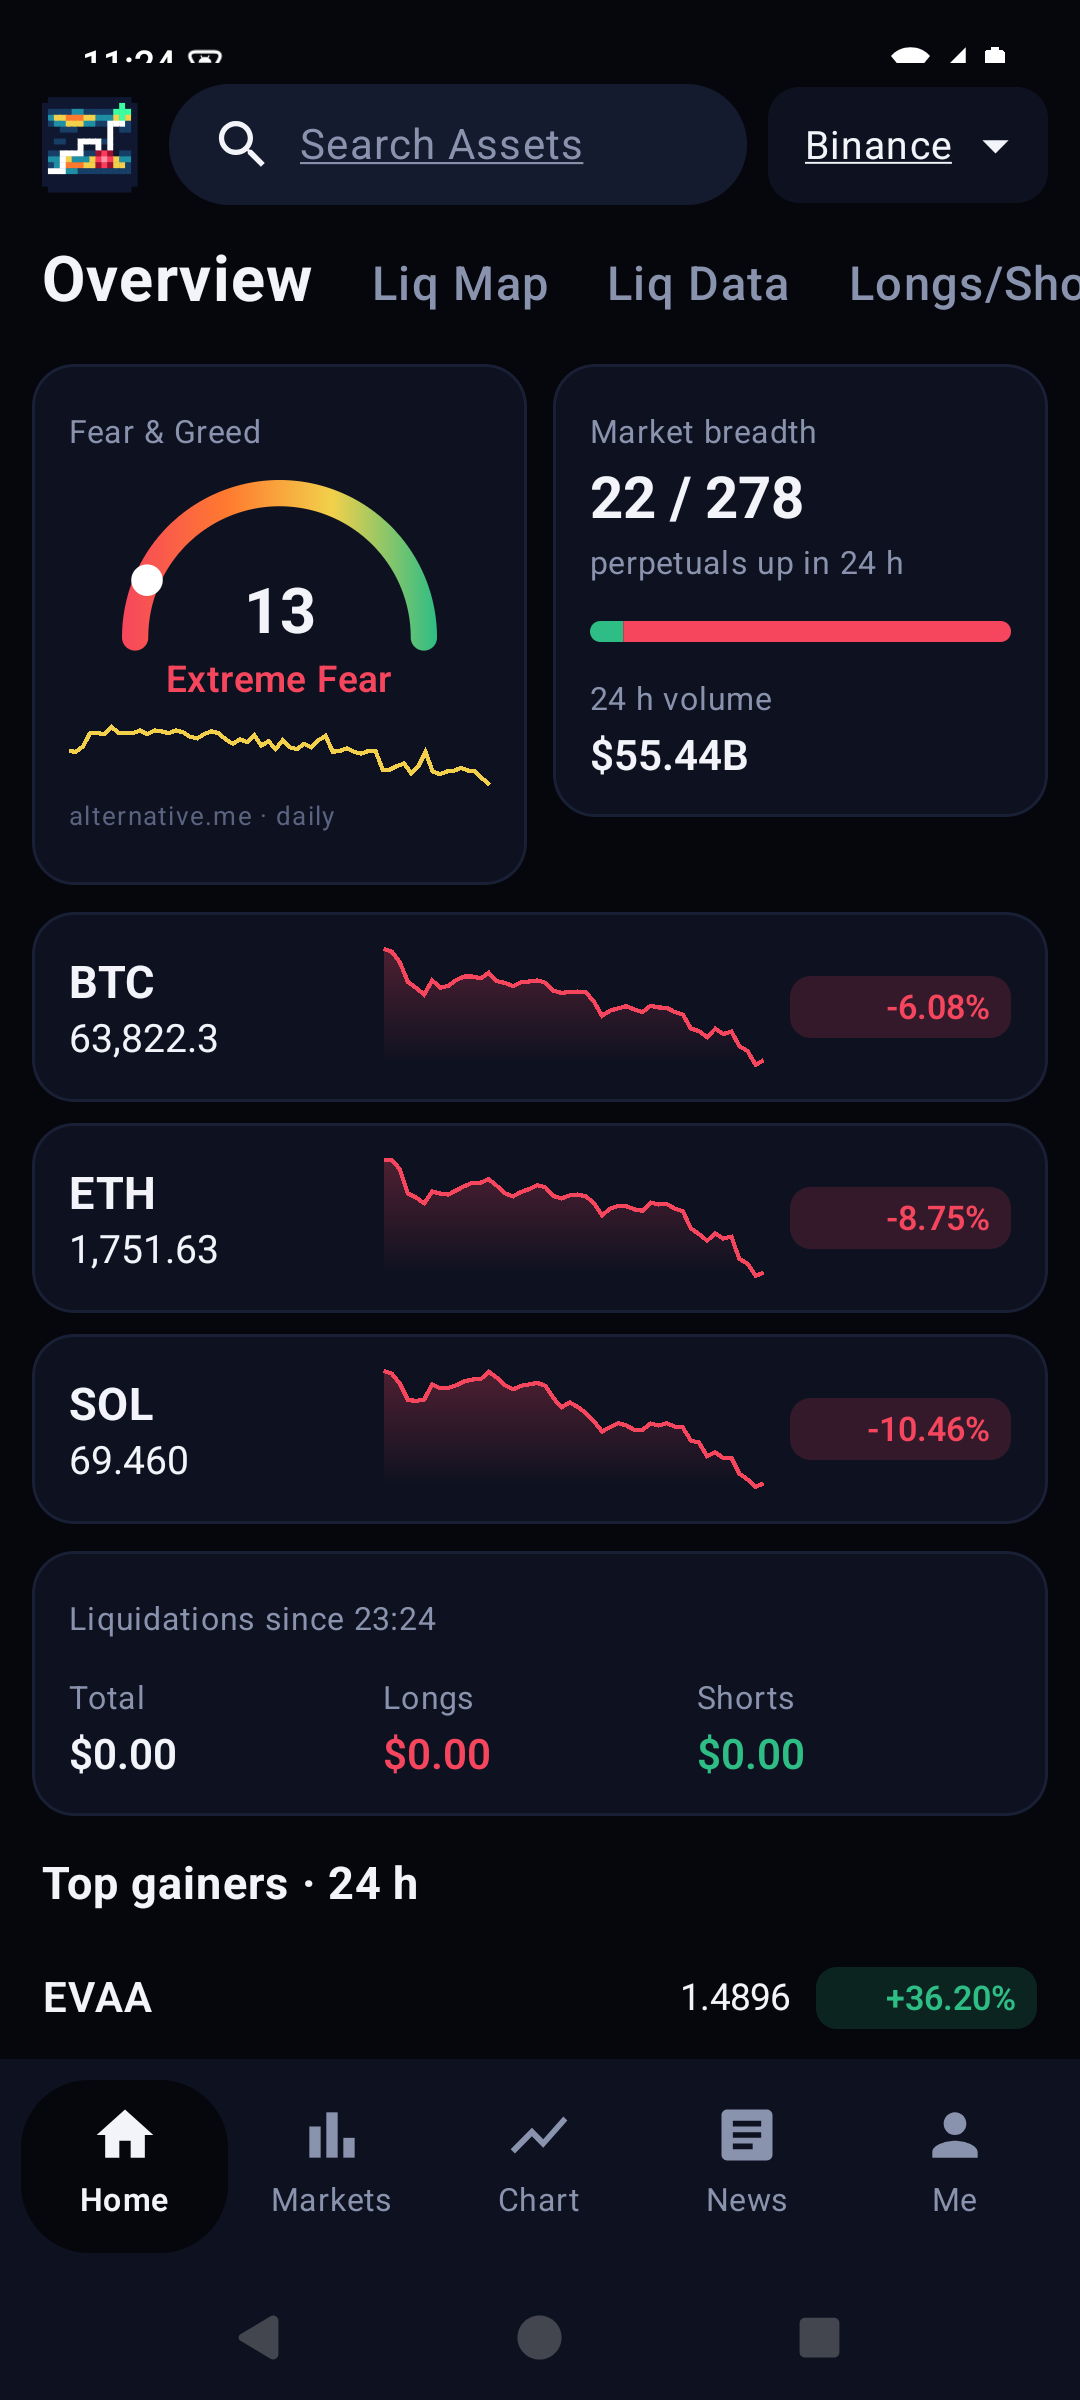 11:24
Search Assets
Binance
Overview
Liq Map
Liq Data
Longs/Sho
Fear & Greed
13
Extreme Fear
alternative.me · daily
Market breadth
22 / 278
perpetuals up in 24 h
24 h volume
$55.44B
BTC
63,822.3
-6.08%
ETH
1,751.63
-8.75%
SOL
69.460
-10.46%
Liquidations since 23:24
Total
Longs
Shorts
$0.00
$0.00
$0.00
Top gainers · 24 h
EVAA
1.4896
+36.20%
Home
Markets
Chart
News
Me